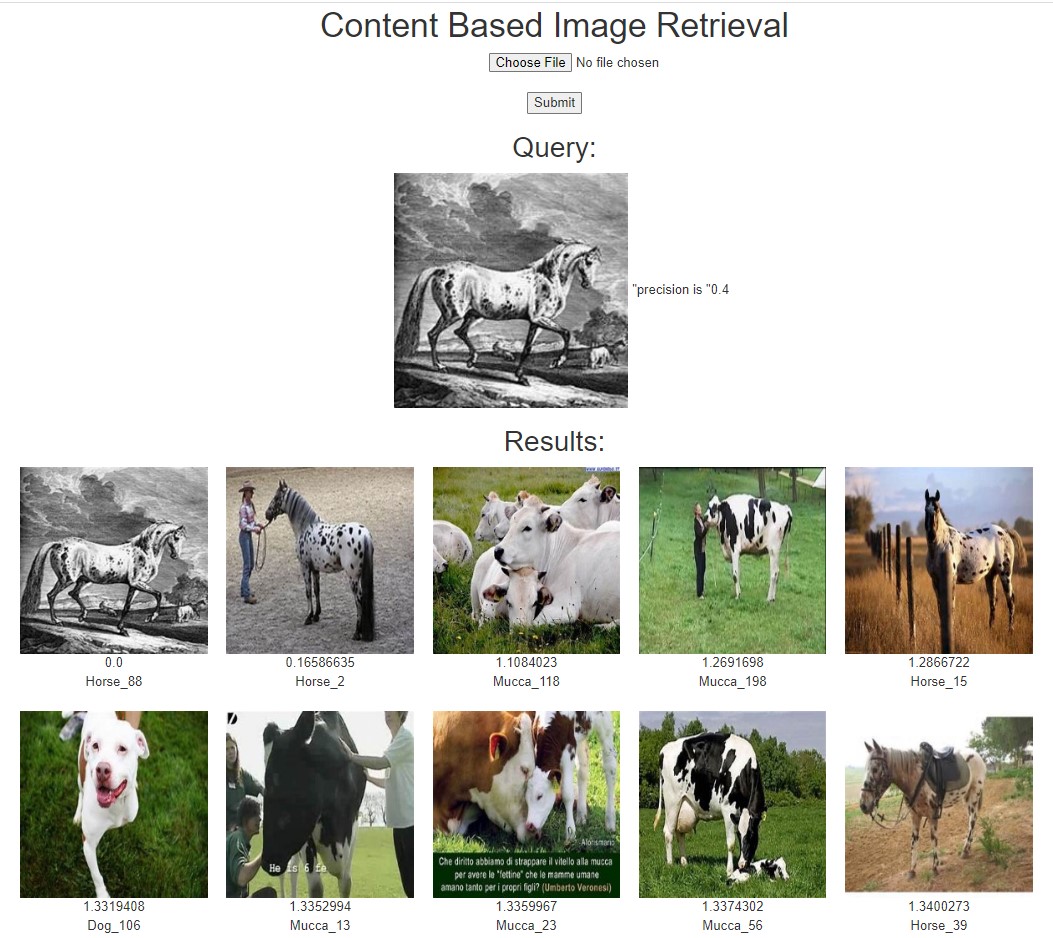 Content Based Image Retrieval
Choose File No file chosen
Submit
Query:
"precision is "0.4
Results:
0.0
Horse_88
0.16586635
Horse_2
1.1084023
Mucca_118
1.2691698
Mucca_198
1.2866722
Horse_15
He is 6 fe
Aforismario
Che diritto abbiamo di strappare il vitello alla mucca
per avere le "fettine" che le mamme umane
amano tanto per i propri figli? (Umberto Veronesi)
1.3319408
Dog_106
1.3352994
Mucca_13
1.3359967
Mucca_23
1.3374302
Mucca_56
1.3400273
Horse_39